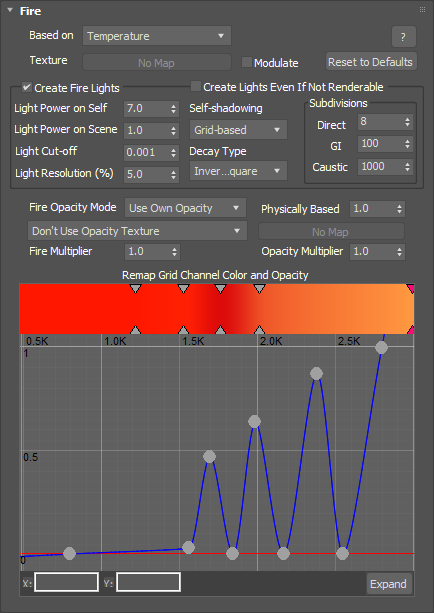 Fire
Based on Temperature ?
Texture No Map Modulate Reset to Defaults
Create Fire Lights Create Lights Even If Not Renderable
Light Power on Self 7.0 Self-shadowing Subdivisions
Light Power on Scene 1.0 Grid-based Direct 8
Light Cut-off 0.001 Decay Type GI 100
Light Resolution (%) 5.0 Inver...quare Caustic 1000
Fire Opacity Mode Use Own Opacity Physically Based 1.0
Don't Use Opacity Texture No Map
Fire Multiplier 1.0 Opacity Multiplier 1.0
Remap Grid Channel Color and Opacity
0.5K 1.0K 1.5K 2.0K 2.5K
1
0.5
0
X: Y: Expand